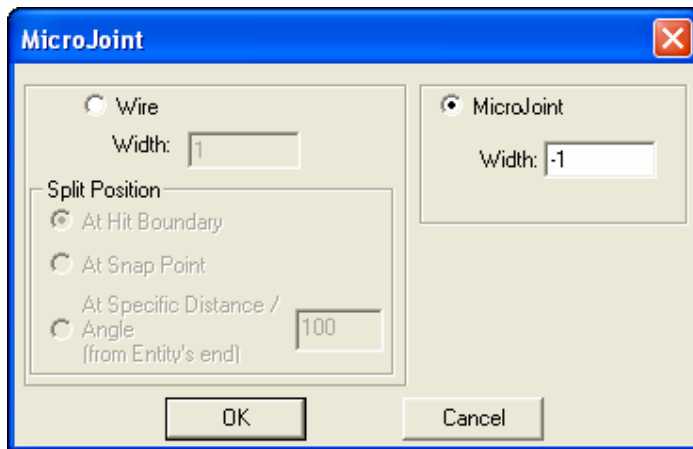 MicroJoint
Wire
Width: 1
Split Position
At Hit Boundary
At Snap Point
At Specific Distance /
Angle
(from Entity's end)
100
MicroJoint
Width: -1
OK
Cancel